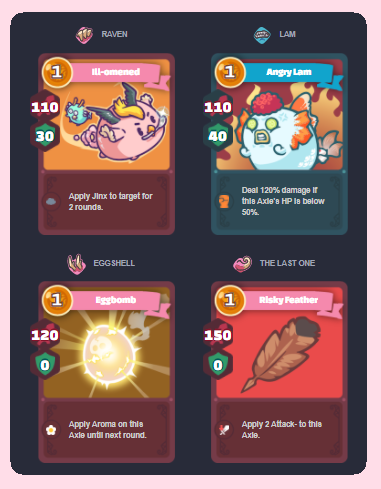 RAVEN
LAM
1
Ill-omened
110
30
Apply Jinx to target for
2 rounds.
1
Angry Lam
110
40
Deal 120% damage if
this Axie's HP is below
50%.
EGGSHELL
THE LAST ONE
1
Eggbomb
120
0
Apply Aroma on this
Axie until next round.
1
Risky Feather
150
0
Apply 2 Attack- to this
Axie.